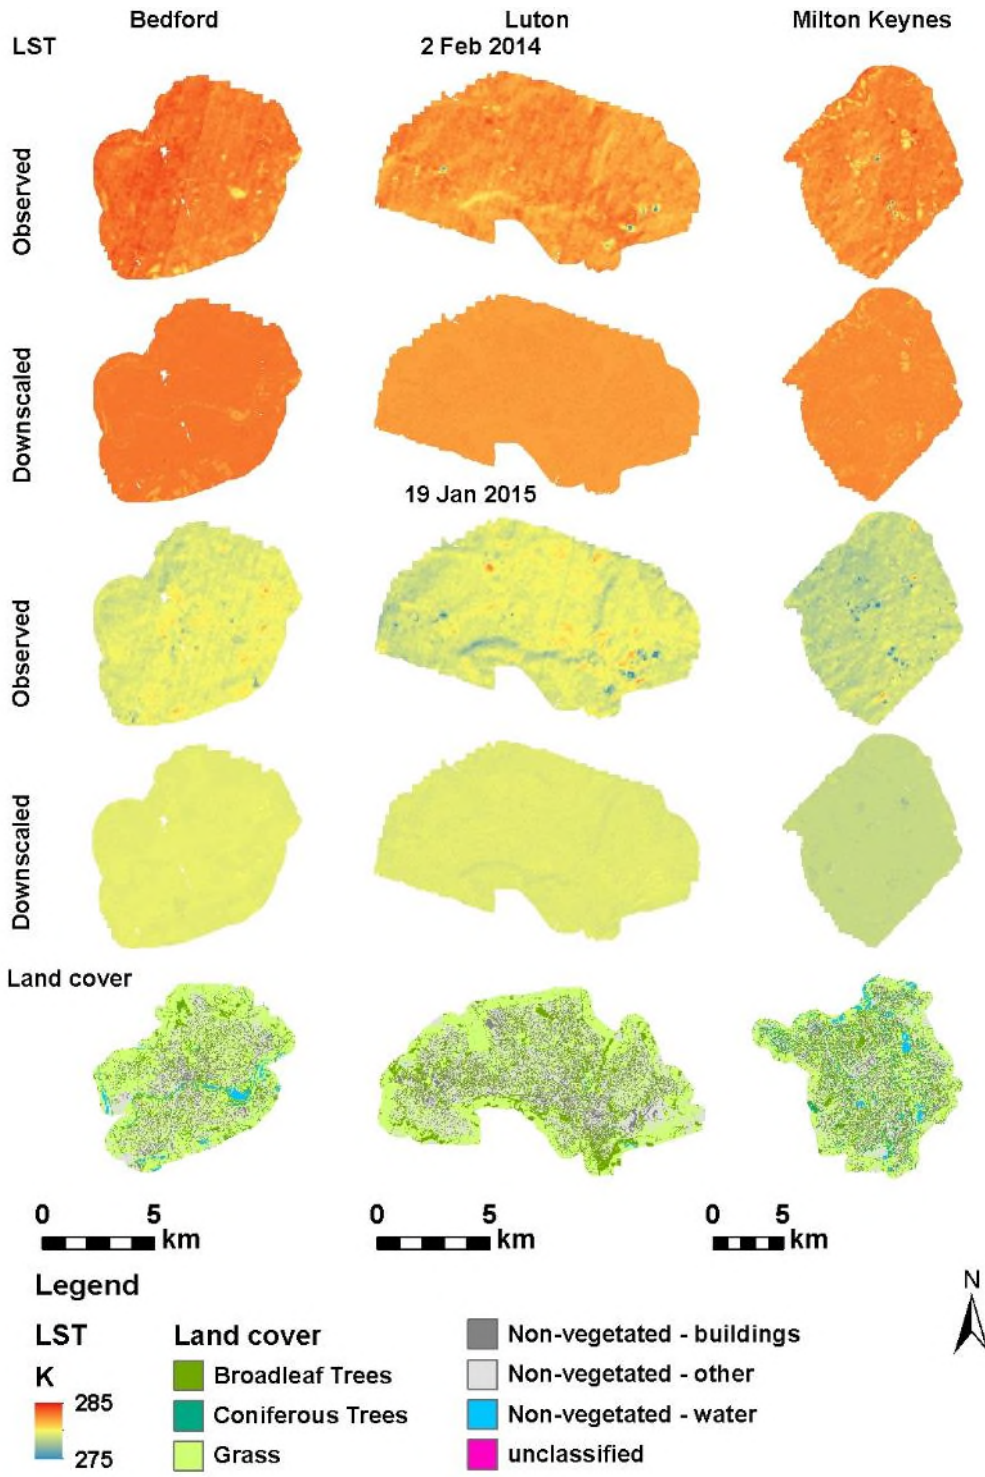 Bedford Luton Milton Keynes
LST 2 Feb 2014
Observed
Downscaled
19 Jan 2015
Observed
Downscaled
Land cover
0 5 km 0 5 km 0 5 km
Legend
N
LST
K
285
275
Land cover
Broadleaf Trees
Coniferous Trees
Grass
Non-vegetated - buildings
Non-vegetated - other
Non-vegetated - water
unclassified